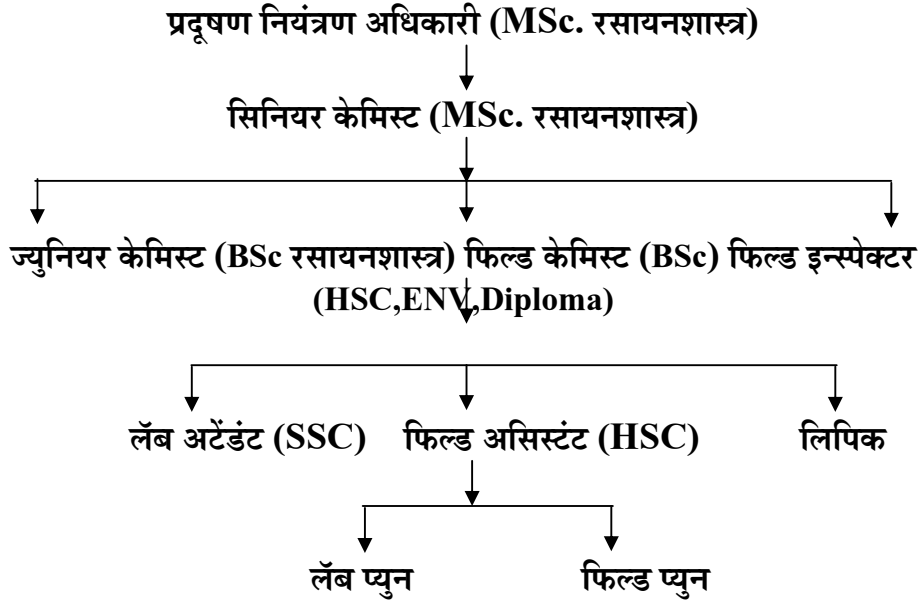 प्रदूषण नियंत्रण अधिकारी (MSc. रसायनशास्त्र)
सिनियर केमिस्ट (MSc. रसायनशास्त्र)
ज्युनियर केमिस्ट (BSc रसायनशास्त्र) फिल्ड केमिस्ट (BSc) फिल्ड इन्स्पेक्टर
(HSC,ENV,Diploma)
लॅब अटेंडंट (SSC) फिल्ड असिस्टंट (HSC) लिपिक
लॅब प्युन फिल्ड प्युन